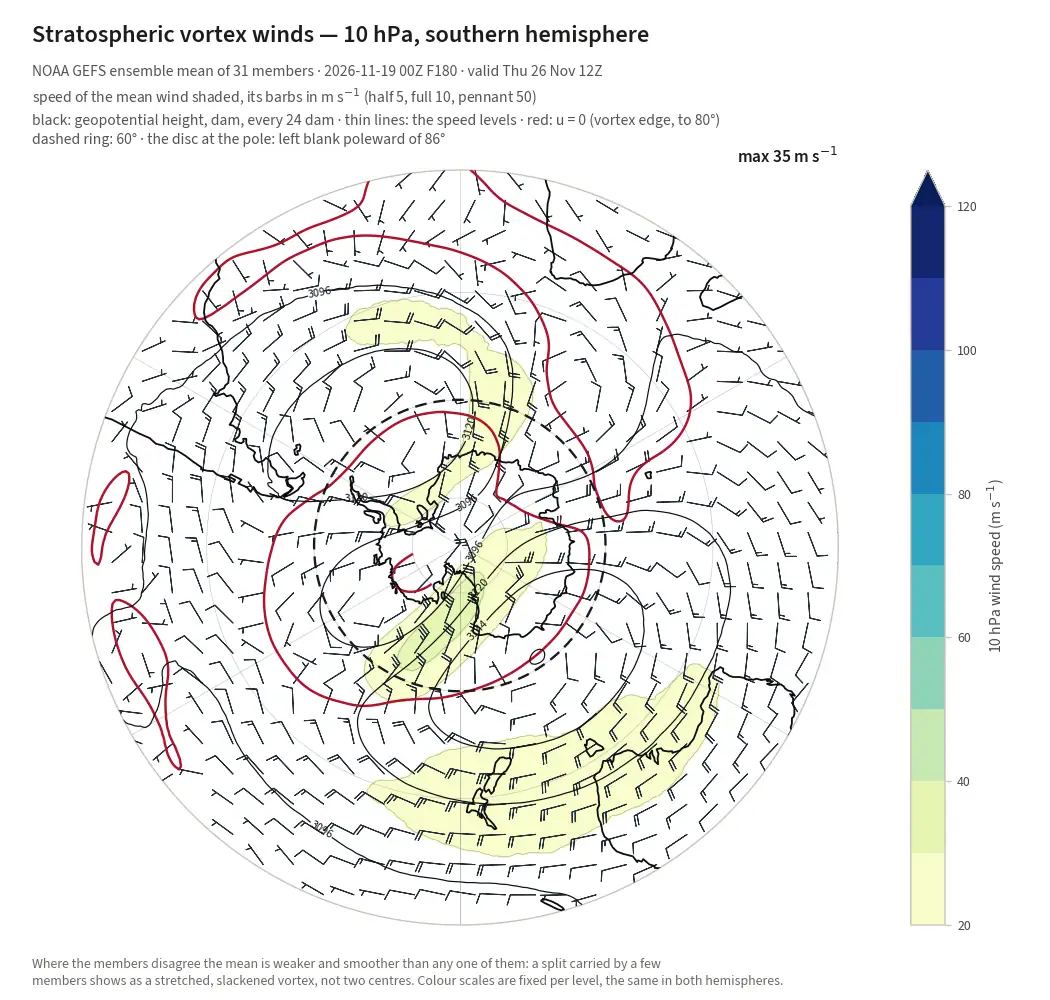 Stratospheric vortex winds — 10 hPa, southern hemisphere
NOAA GEFS ensemble mean of 31 members · 2026-11-19 00Z F180 · valid Thu 26 Nov 12Z
speed of the mean wind shaded, its barbs in m s⁻¹ (half 5, full 10, pennant 50)
black: geopotential height, dam, every 24 dam · thin lines: the speed levels · red: u = 0 (vortex edge, to 80°)
dashed ring: 60° · the disc at the pole: left blank poleward of 86°
max 35 m s⁻¹
120
100
80
60
40
20
10 hPa wind speed (m s⁻¹)
3096
3120
3096
3096
3120
3144
3096
Where the members disagree the mean is weaker and smoother than any one of them: a split carried by a few
members shows as a stretched, slackened vortex, not two centres. Colour scales are fixed per level, the same in both hemispheres.